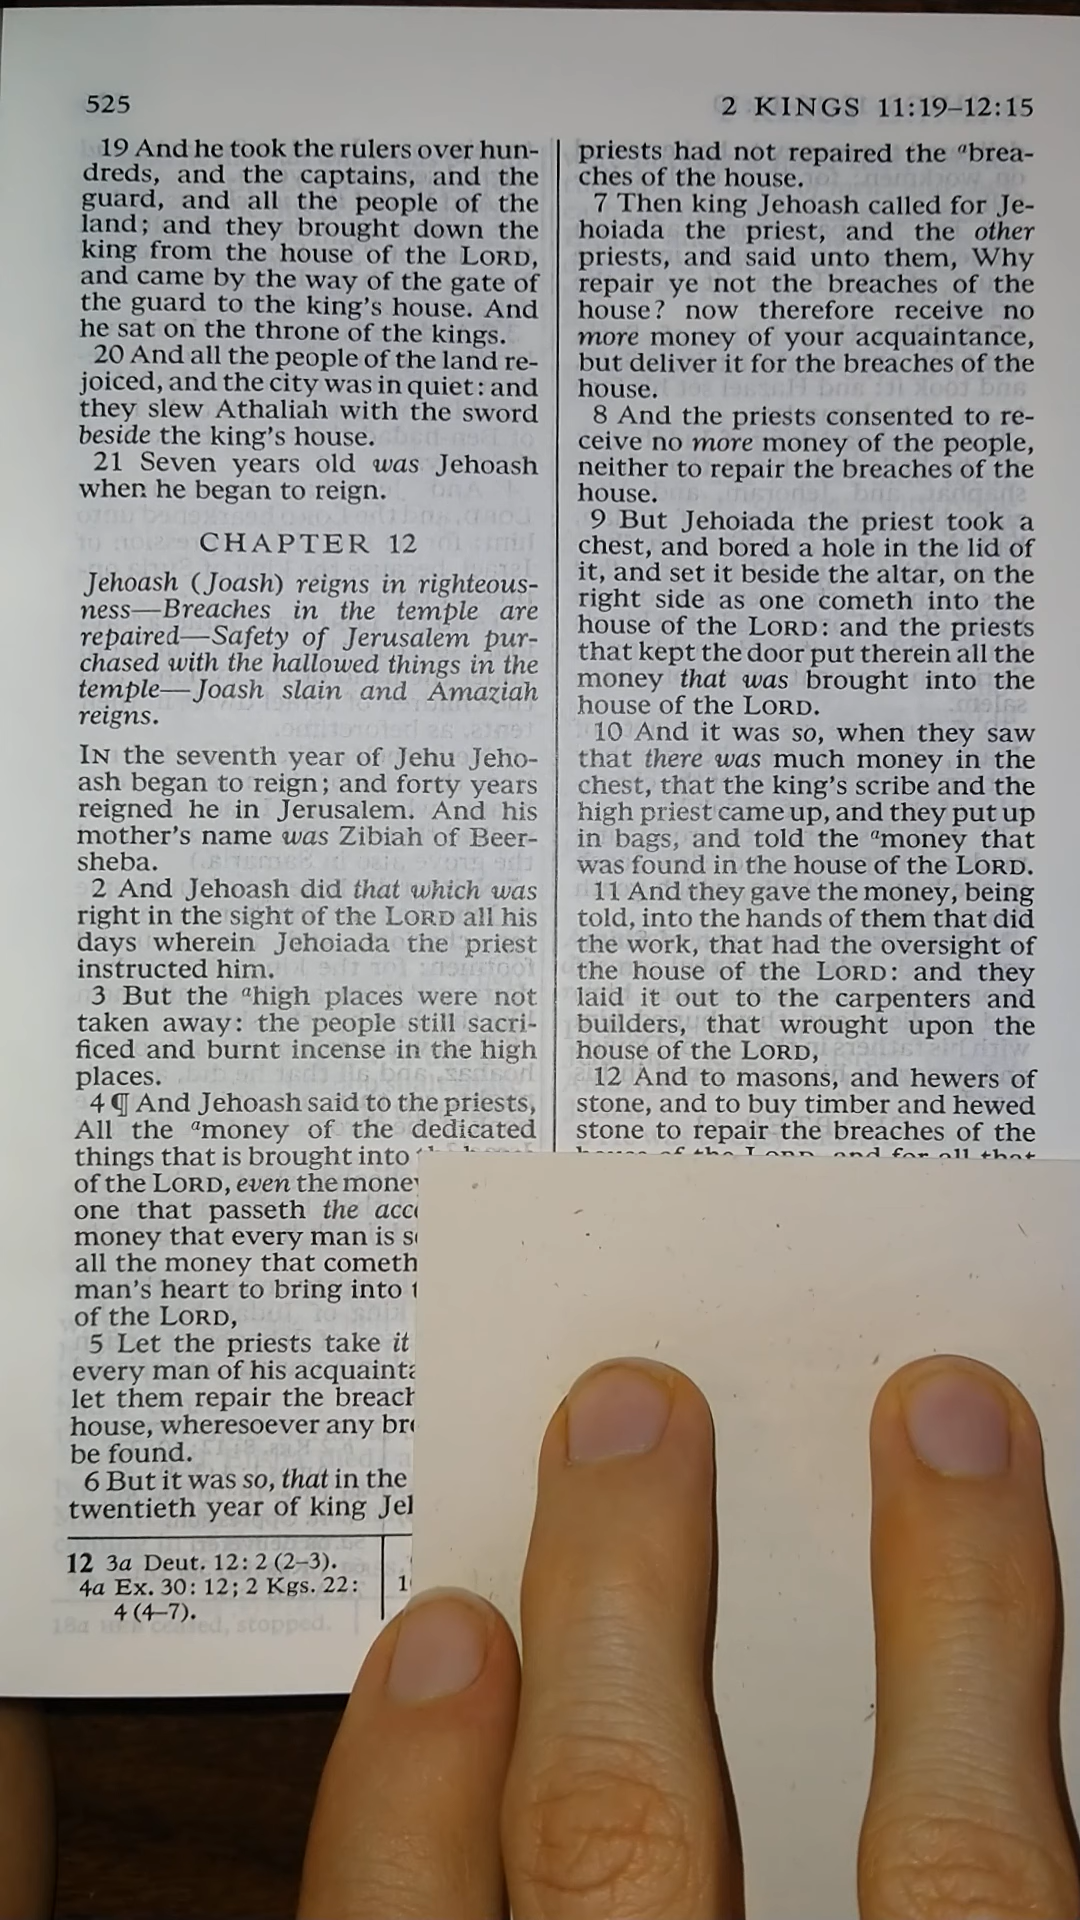 525
2 KINGS 11:19–12:15
19 And he took the rulers over hun-
dreds, and the captains, and the
guard, and all the people of the
land; and they brought down the
king from the house of the LORD,
and came by the way of the gate of
the guard to the king's house. And
he sat on the throne of the kings.
20 And all the people of the land re-
joiced, and the city was in quiet: and
they slew Athaliah with the sword
beside the king's house.
21 Seven years old was Jehoash
when he began to reign.
CHAPTER 12
Jehoash (Joash) reigns in righteous-
ness—Breaches in the temple are
repaired—Safety of Jerusalem pur-
chased with the hallowed things in the
temple—Joash slain and Amaziah
reigns.
IN the seventh year of Jehu Jeho-
ash began to reign; and forty years
reigned he in Jerusalem. And his
mother's name was Zibiah of Beer-
sheba.
2 And Jehoash did that which was
right in the sight of the LORD all his
days wherein Jehoiada the priest
instructed him.
3 But the ahigh places were not
taken away: the people still sacri-
ficed and burnt incense in the high
places.
4 ¶ And Jehoash said to the priests,
All the amoney of the dedicated
things that is brought into
of the LORD, even the money
one that passeth the
money that every man is
all the money that cometh
man's heart to bring into
of the LORD,
5 Let the priests take it
every man of his
let them repair the
house, wheresoever any
be found.
6 But it was so, that in the
twentieth year of king
priests had not repaired the abrea-
ches of the house.
7 Then king Jehoash called for Je-
hoiada the priest, and the other
priests, and said unto them, Why
repair ye not the breaches of the
house? now therefore receive no
more money of your acquaintance,
but deliver it for the breaches of the
house.
8 And the priests consented to re-
ceive no more money of the people,
neither to repair the breaches of the
house.
9 But Jehoiada the priest took a
chest, and bored a hole in the lid of
it, and set it beside the altar, on the
right side as one cometh into the
house of the LORD: and the priests
that kept the door put therein all the
money that was brought into the
house of the LORD.
10 And it was so, when they saw
that there was much money in the
chest, that the king's scribe and the
high priest came up, and they put up
in bags, and told the amoney that
was found in the house of the LORD.
11 And they gave the money, being
told, into the hands of them that did
the work, that had the oversight of
the house of the LORD: and they
laid it out to the carpenters and
builders, that wrought upon the
house of the LORD,
12 And to masons, and hewers of
stone, and to buy timber and hewed
stone to repair the breaches of the
house of the LORD, and for all that
12 3a Deut. 12: 2 (2–3).
4a Ex. 30: 12; 2 Kgs. 22:
4 (4–7).